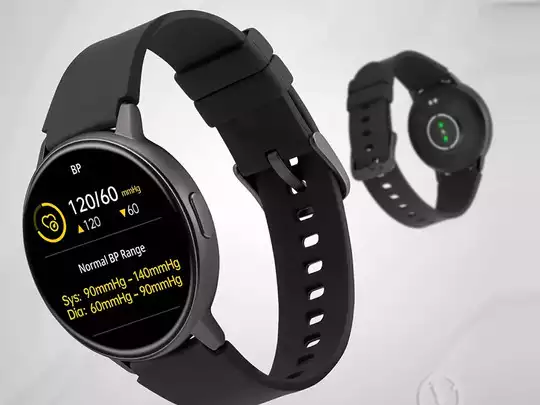 BP
120/60 mmHg
▲120 ▼60
Normal BP Range
Sys: 90mmHg~140mmHg
Dia: 60mmHg~90mmHg